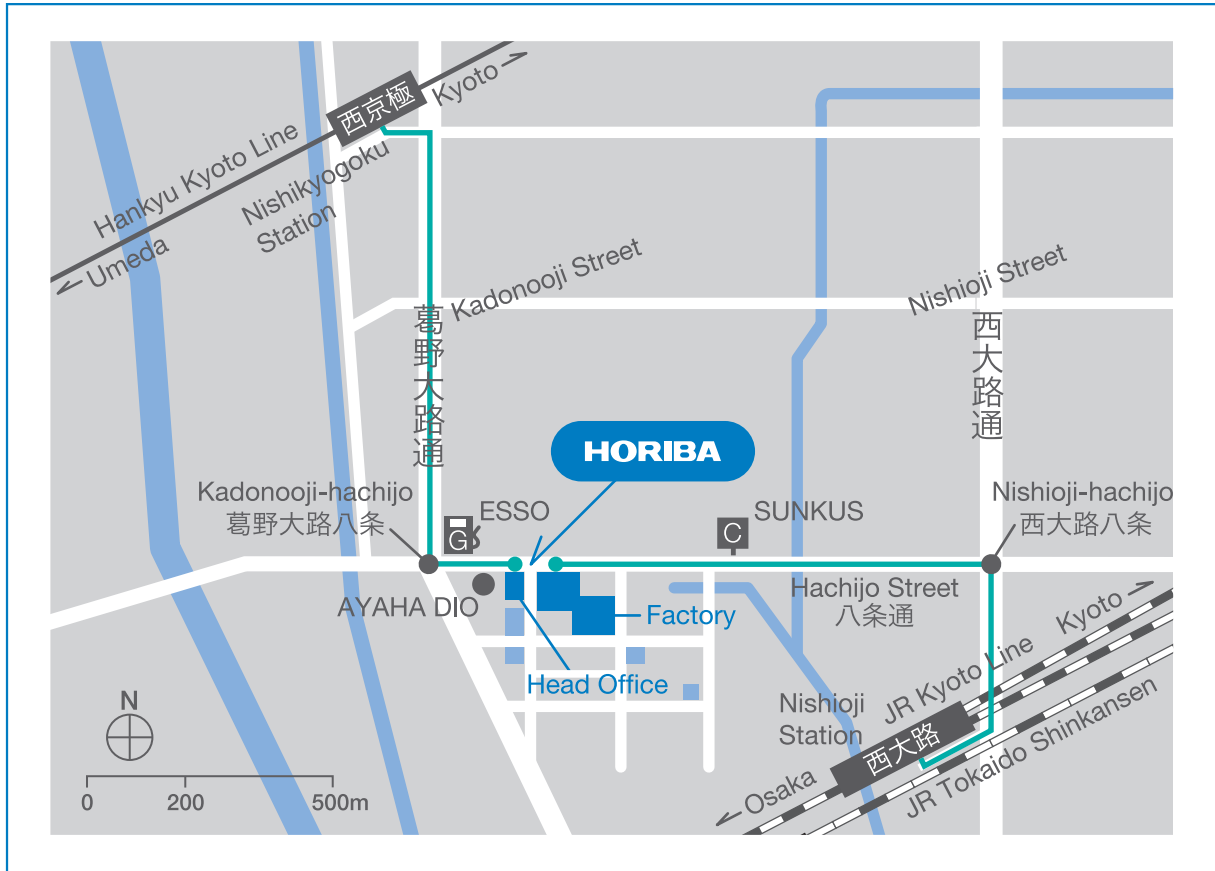 西京極
Kyoto
Hankyu Kyoto Line
Nishikyogoku
Station
Umeda
Kadonooji Street
葛野大路通
Nishioji Street
西大路通
HORIBA
Kadonooji-hachijo
葛野大路八条
G
ESSO
C
SUNKUS
Nishioji-hachijo
西大路八条
AYAHA DIO
Hachijo Street
八条通
Factory
Head Office
Kyoto
JR Kyoto Line
Nishioji
Station
西大路
JR Tokaido Shinkansen
Osaka
N
0 200 500m